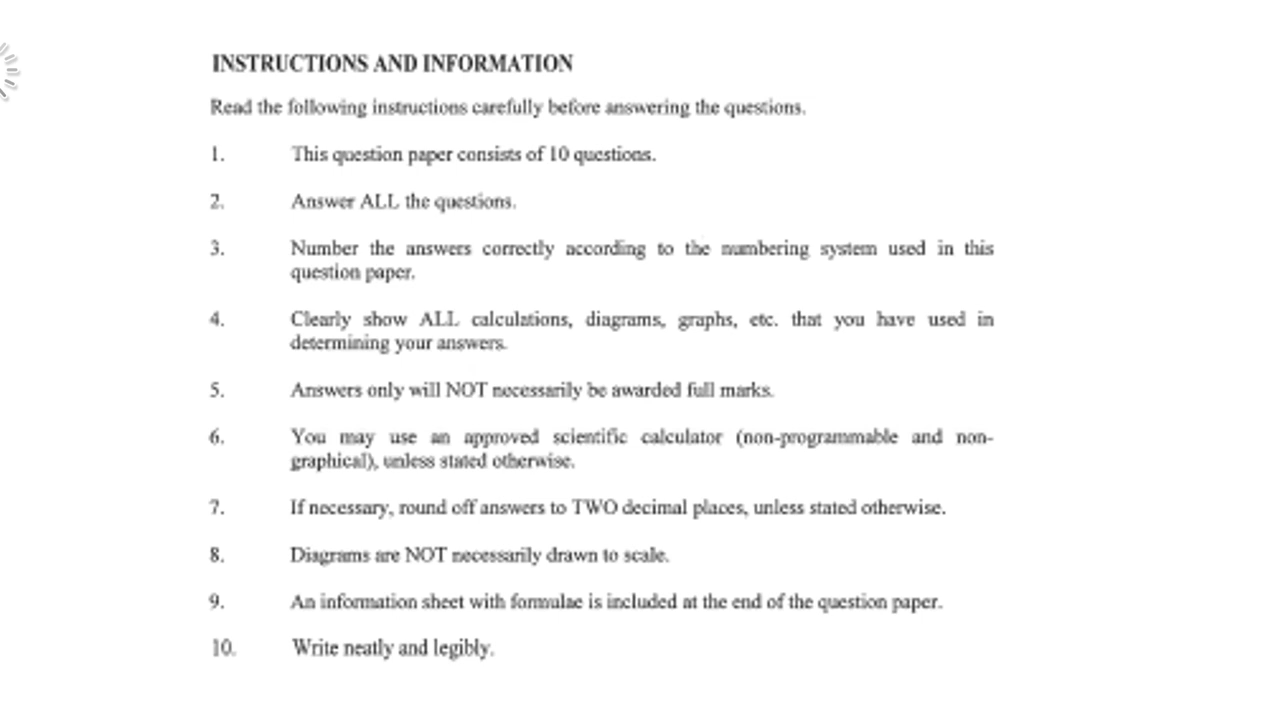 INSTRUCTIONS AND INFORMATION
Read the following instructions carefully before answering the questions.
1. This question paper consists of 10 questions.
2. Answer ALL the questions.
3. Number the answers correctly according to the numbering system used in this
question paper.
4. Clearly show ALL calculations, diagrams, graphs, etc. that you have used in
determining your answers.
5. Answers only will NOT necessarily be awarded full marks.
6. You may use an approved scientific calculator (non-programmable and non-
graphical), unless stated otherwise.
7. If necessary, round off answers to TWO decimal places, unless stated otherwise.
8. Diagrams are NOT necessarily drawn to scale.
9. An information sheet with formulae is included at the end of the question paper.
10. Write neatly and legibly.